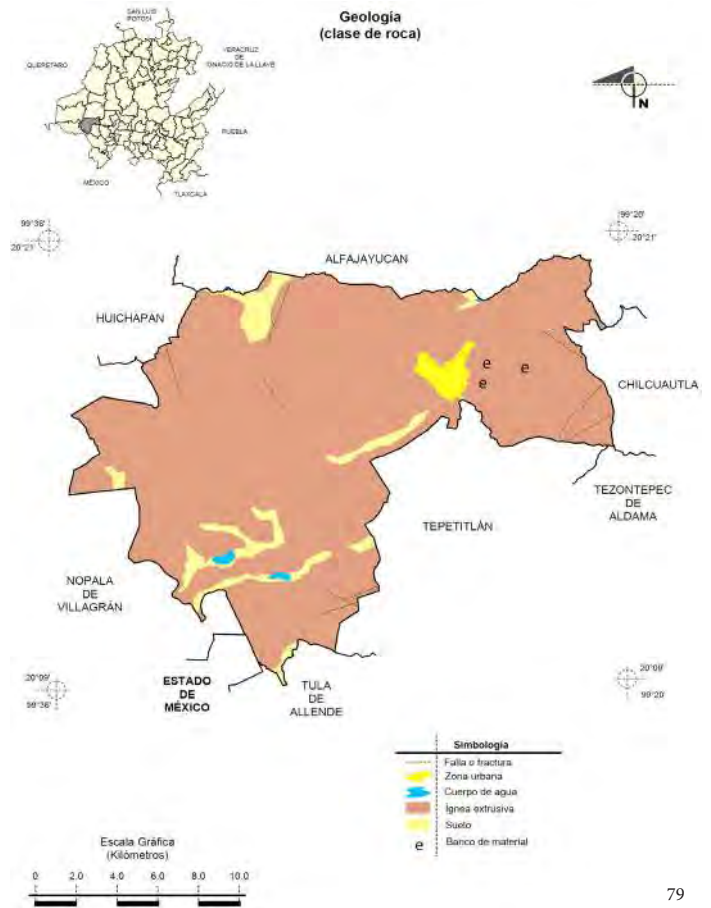 Geología
(clase de roca)
SAN LUIS
POTOSÍ
QUERÉTARO
VERACRUZ
DE
IGNACIO DE LA LLAVE
PUEBLA
MÉXICO
TLAXCALA
N
99°36'
20°21'
99°20'
20°21'
ALFAJAYUCAN
HUICHAPAN
CHILCUAUTLA
e
e
e
TEZONTEPEC
DE
ALDAMA
TEPETITLÁN
NOPALA
DE
VILLAGRÁN
20°09'
99°36'
ESTADO
DE
MÉXICO
TULA
DE
ALLENDE
20°09'
99°20'
Simbología
Falla o fractura
Zona urbana
Cuerpo de agua
Ígnea extrusiva
Suelo
e Banco de material
Escala Gráfica
(Kilómetros)
0 2.0 4.0 6.0 8.0 10.0
79